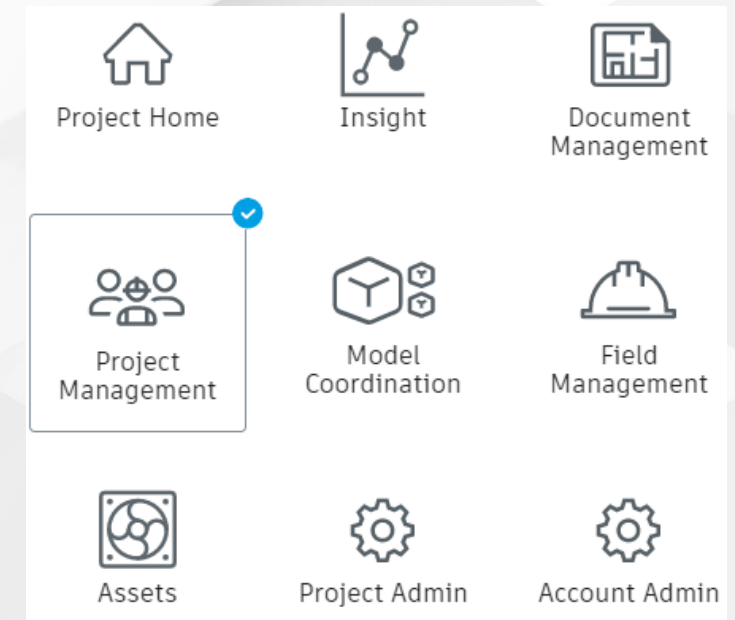 Project Home
Insight
Document
Management
Project
Management
Model
Coordination
Field
Management
Assets
Project Admin
Account Admin